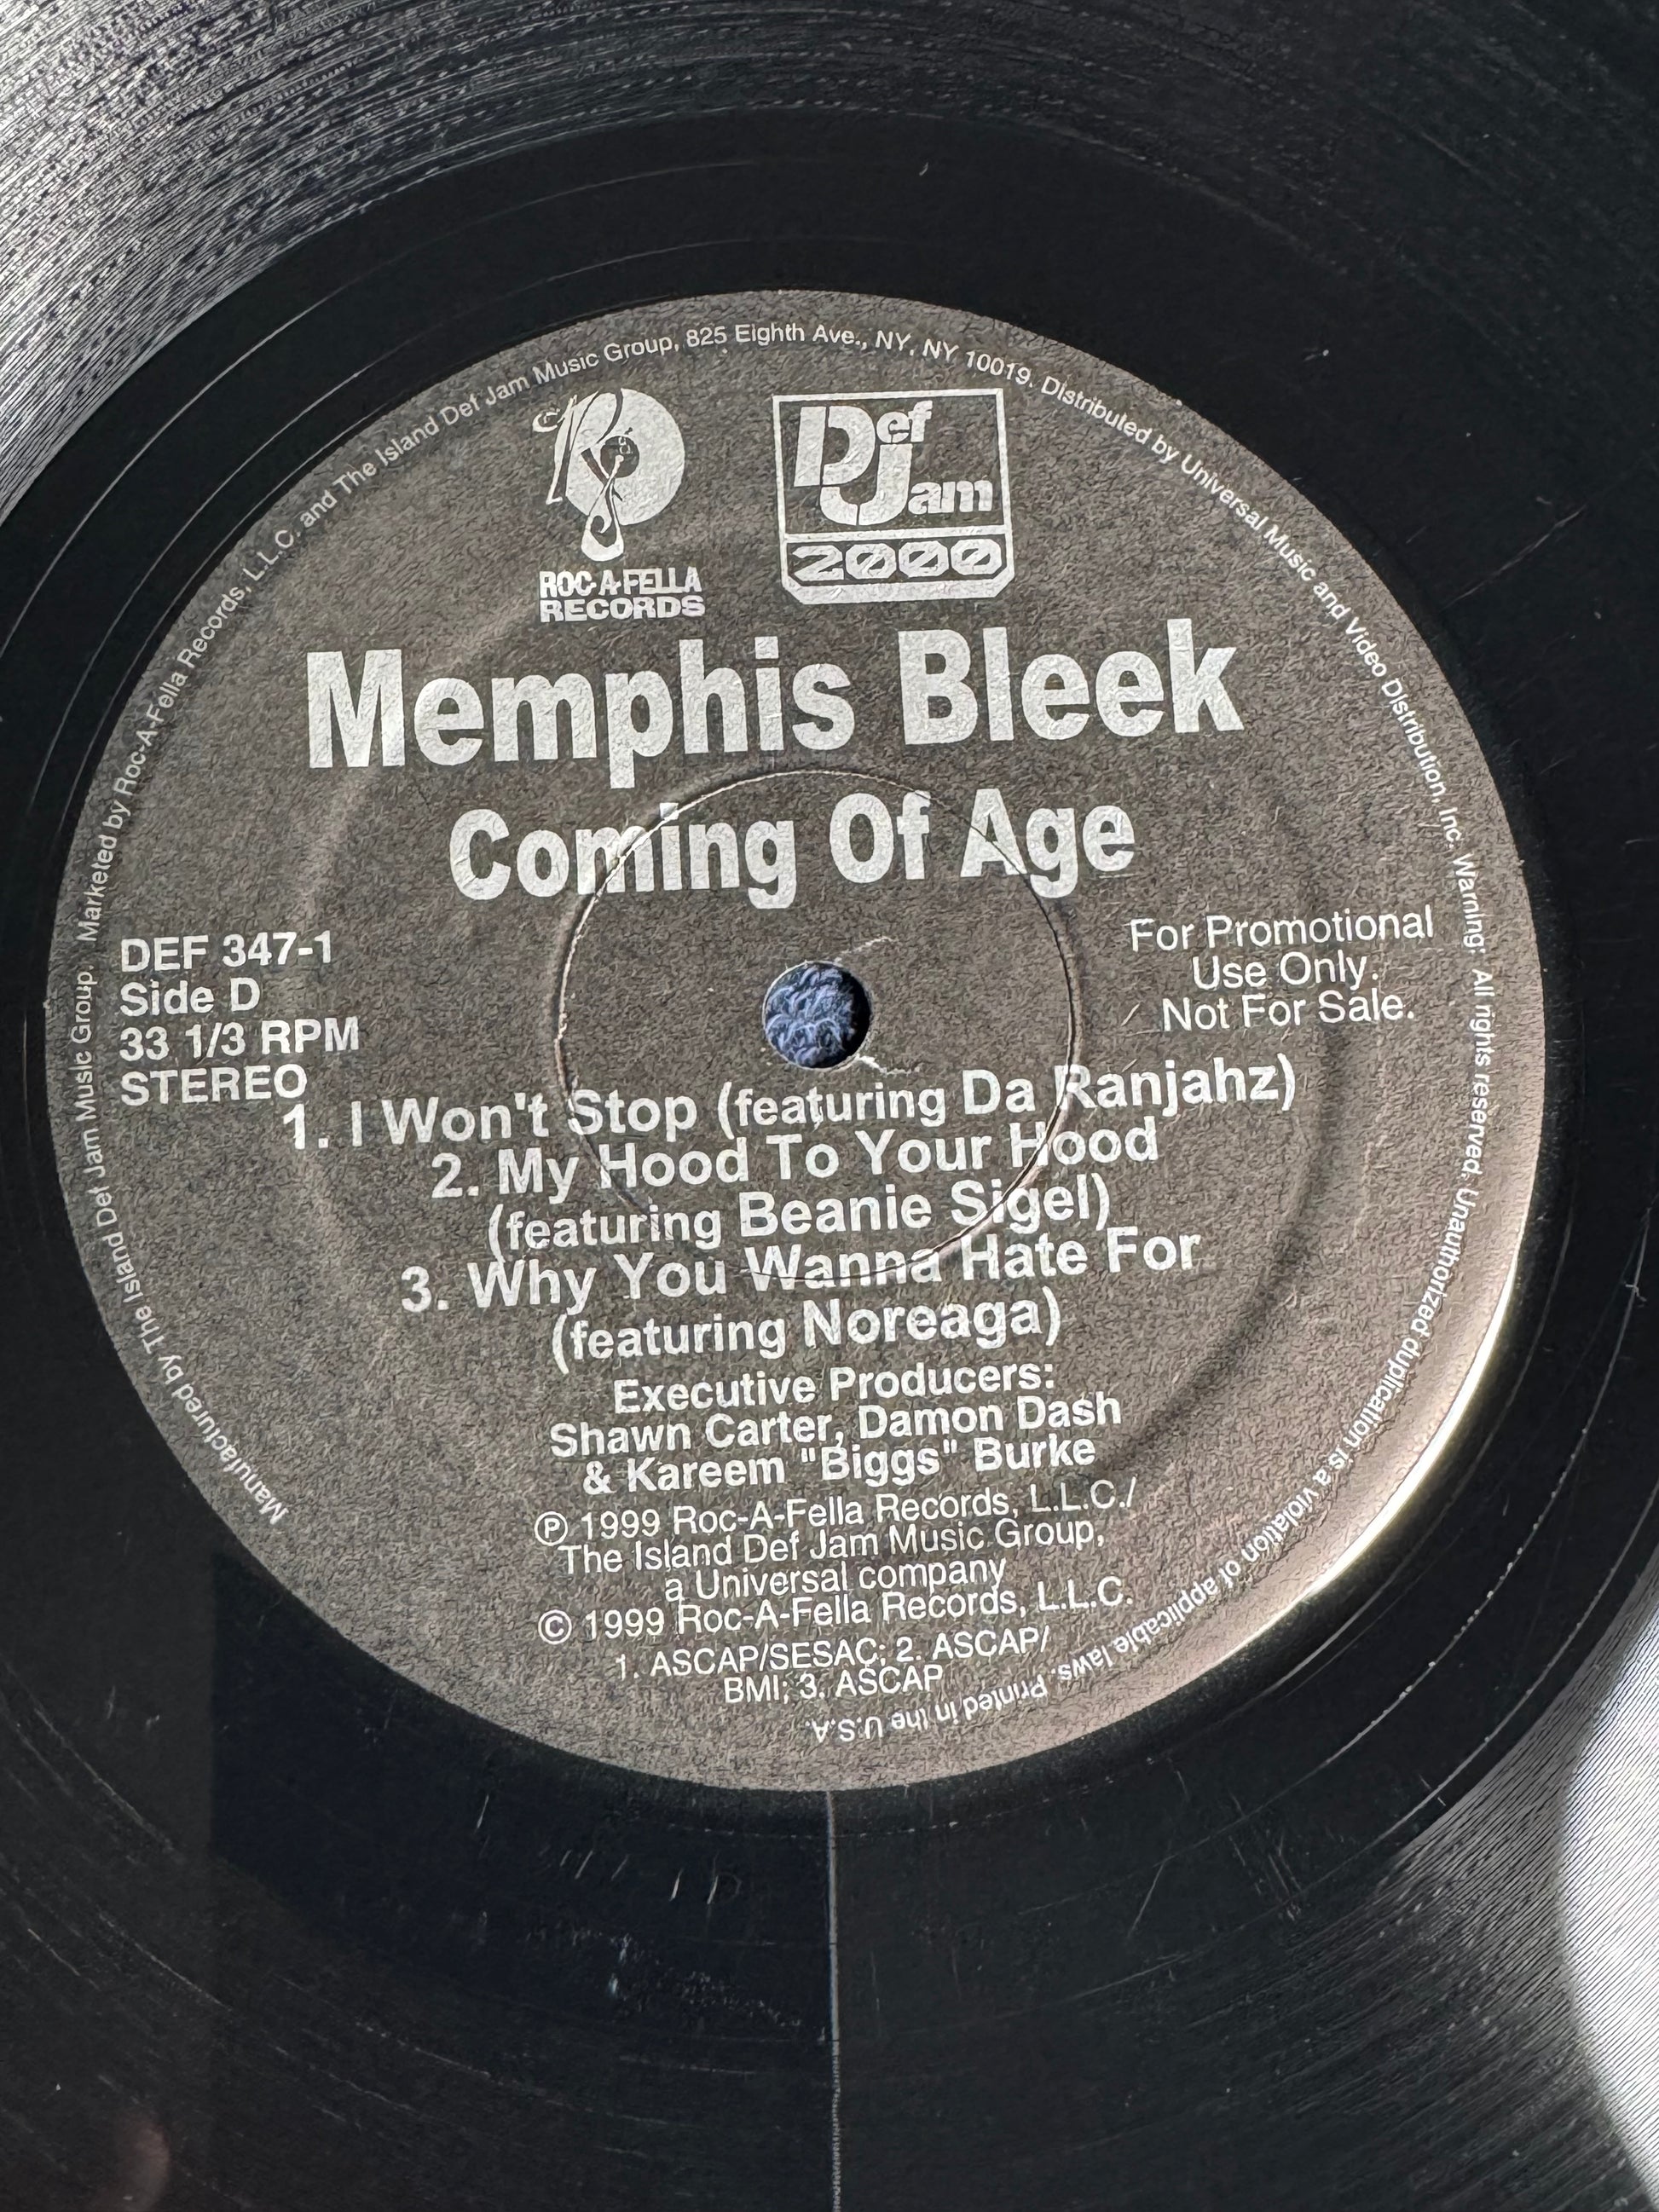 Manufactured by The Island Def Jam Music Group. Marketed by Roc-A-Fella Records, L.L.C. and The Island Def Jam Music Group, 825 Eighth Ave., NY, NY 10019. Distributed by Universal Music and Video Distribution, Inc. Warning: All rights reserved. Unauthorized duplication is a violation of applicable laws. Printed in the U.S.A.
ROC-A-FELLA
RECORDS
Def
Jam
2000
Memphis Bleek
Coming Of Age
DEF 347-1
Side D
33 1/3 RPM
STEREO
For Promotional
Use Only.
Not For Sale.
1. I Won't Stop (featuring Da Ranjahz)
2. My Hood To Your Hood
(featuring Beanie Sigel)
3. Why You Wanna Hate For
(featuring Noreaga)
Executive Producers:
Shawn Carter, Damon Dash
& Kareem "Biggs" Burke
℗ 1999 Roc-A-Fella Records, L.L.C./
The Island Def Jam Music Group,
a Universal company
© 1999 Roc-A-Fella Records, L.L.C.
1. ASCAP/SESAC; 2. ASCAP/
BMI; 3. ASCAP